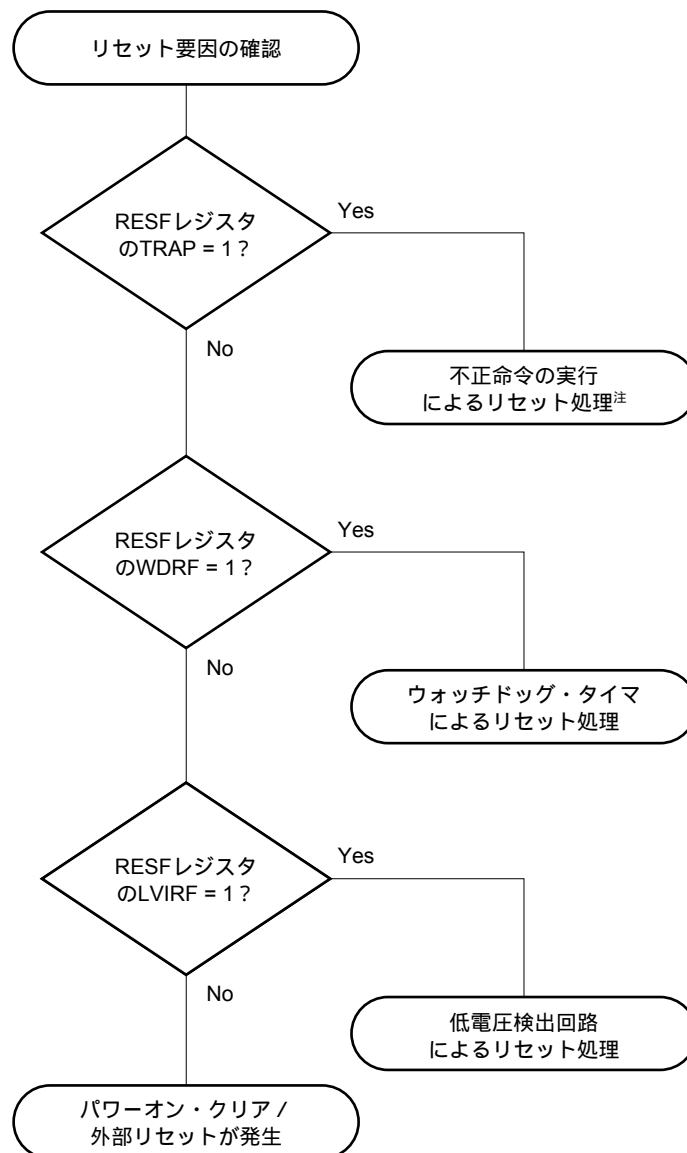 リセット要因の確認
RESFレジスタ
のTRAP = 1？
Yes
No
不正命令の実行
によるリセット処理注
RESFレジスタ
のWDRF = 1？
Yes
No
ウォッチドッグ・タイマ
によるリセット処理
RESFレジスタ
のLVIRF = 1？
Yes
No
低電圧検出回路
によるリセット処理
パワーオン・クリア／
外部リセットが発生